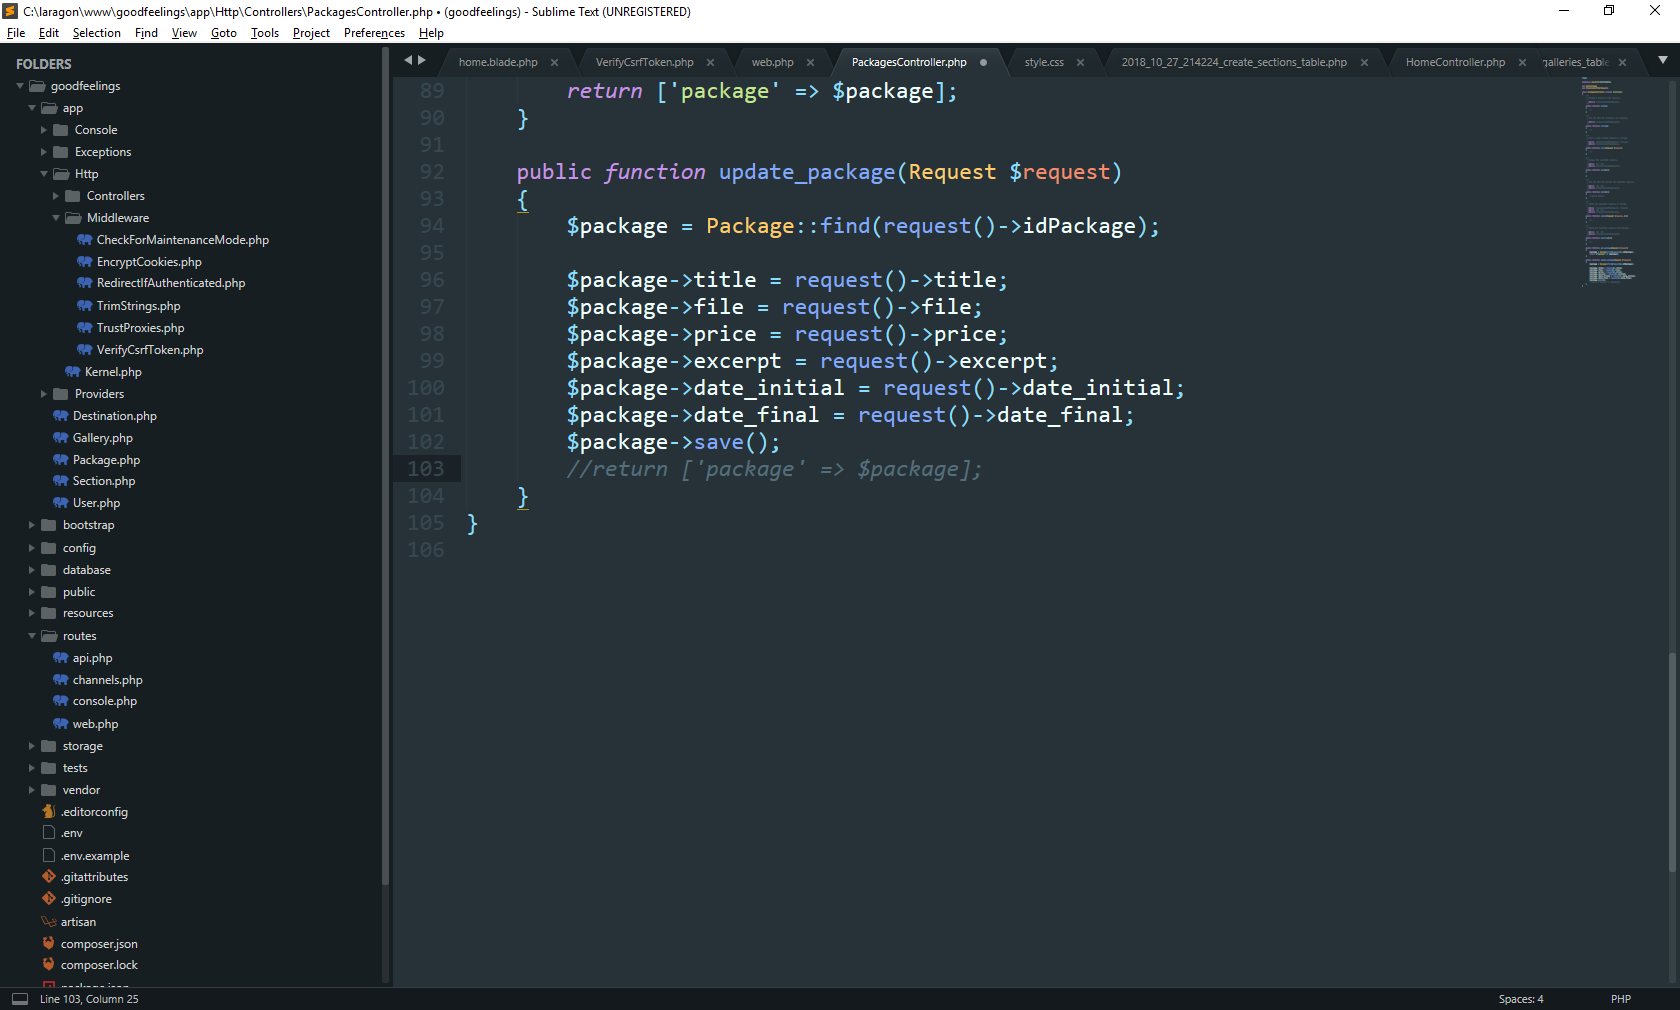 C:\laragon\www\goodfeelings\app\Http\Controllers\PackagesController.php • (goodfeelings) - Sublime Text (UNREGISTERED)
File Edit Selection Find View Goto Tools Project Preferences Help
FOLDERS
goodfeelings
app
Console
Exceptions
Http
Controllers
Middleware
CheckForMaintenanceMode.php
EncryptCookies.php
RedirectIfAuthenticated.php
TrimStrings.php
TrustProxies.php
VerifyCsrfToken.php
Kernel.php
Providers
Destination.php
Gallery.php
Package.php
Section.php
User.php
bootstrap
config
database
public
resources
routes
api.php
channels.php
console.php
web.php
storage
tests
vendor
.editorconfig
.env
.env.example
.gitattributes
.gitignore
artisan
composer.json
composer.lock
home.blade.php × VerifyCsrfToken.php × web.php × PackagesController.php • style.css × 2018_10_27_214224_create_sections_table.php × HomeController.php × galleries_table ×
89 return ['package' => $package];
90 }
91
92 public function update_package(Request $request)
93 {
94 $package = Package::find(request()->idPackage);
95
96 $package->title = request()->title;
97 $package->file = request()->file;
98 $package->price = request()->price;
99 $package->excerpt = request()->excerpt;
100 $package->date_initial = request()->date_initial;
101 $package->date_final = request()->date_final;
102 $package->save();
103 //return ['package' => $package];
104 }
105 }
106
Line 103, Column 25 Spaces: 4 PHP